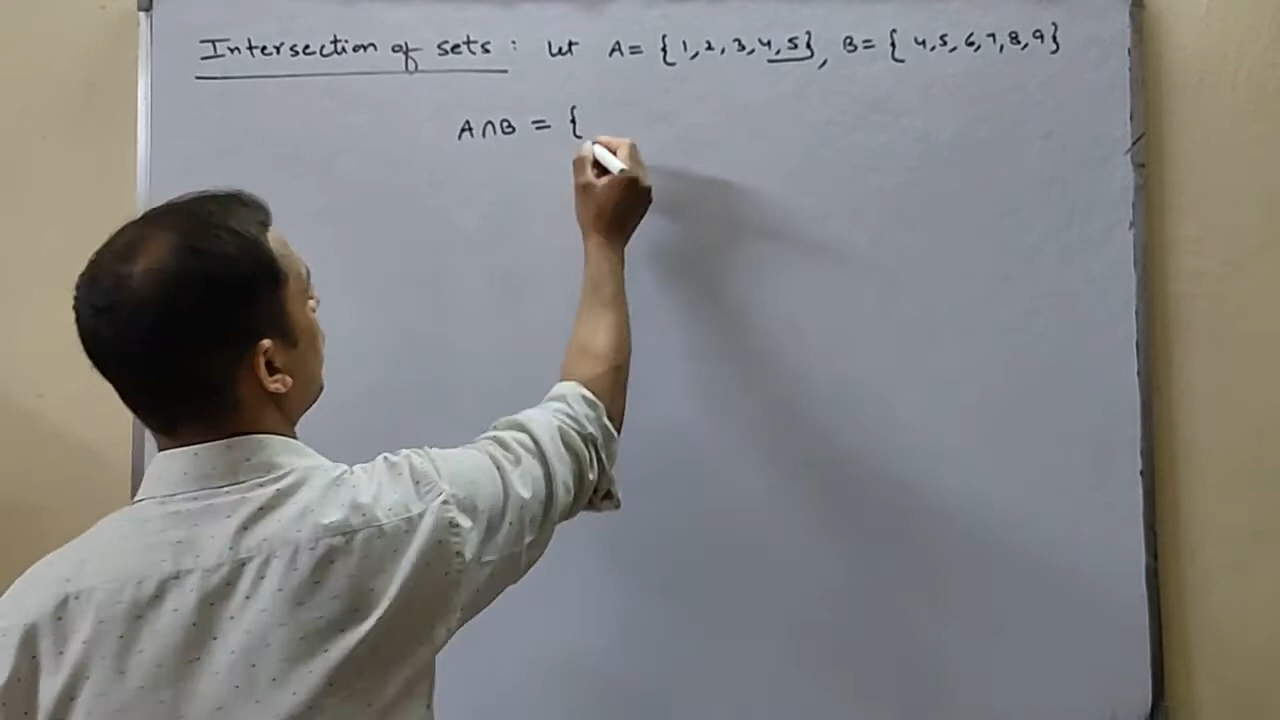 Intersection of sets : let A = { 1, 2, 3, 4, 5 } , B = { 4, 5, 6, 7, 8, 9 }
A ∩ B = {